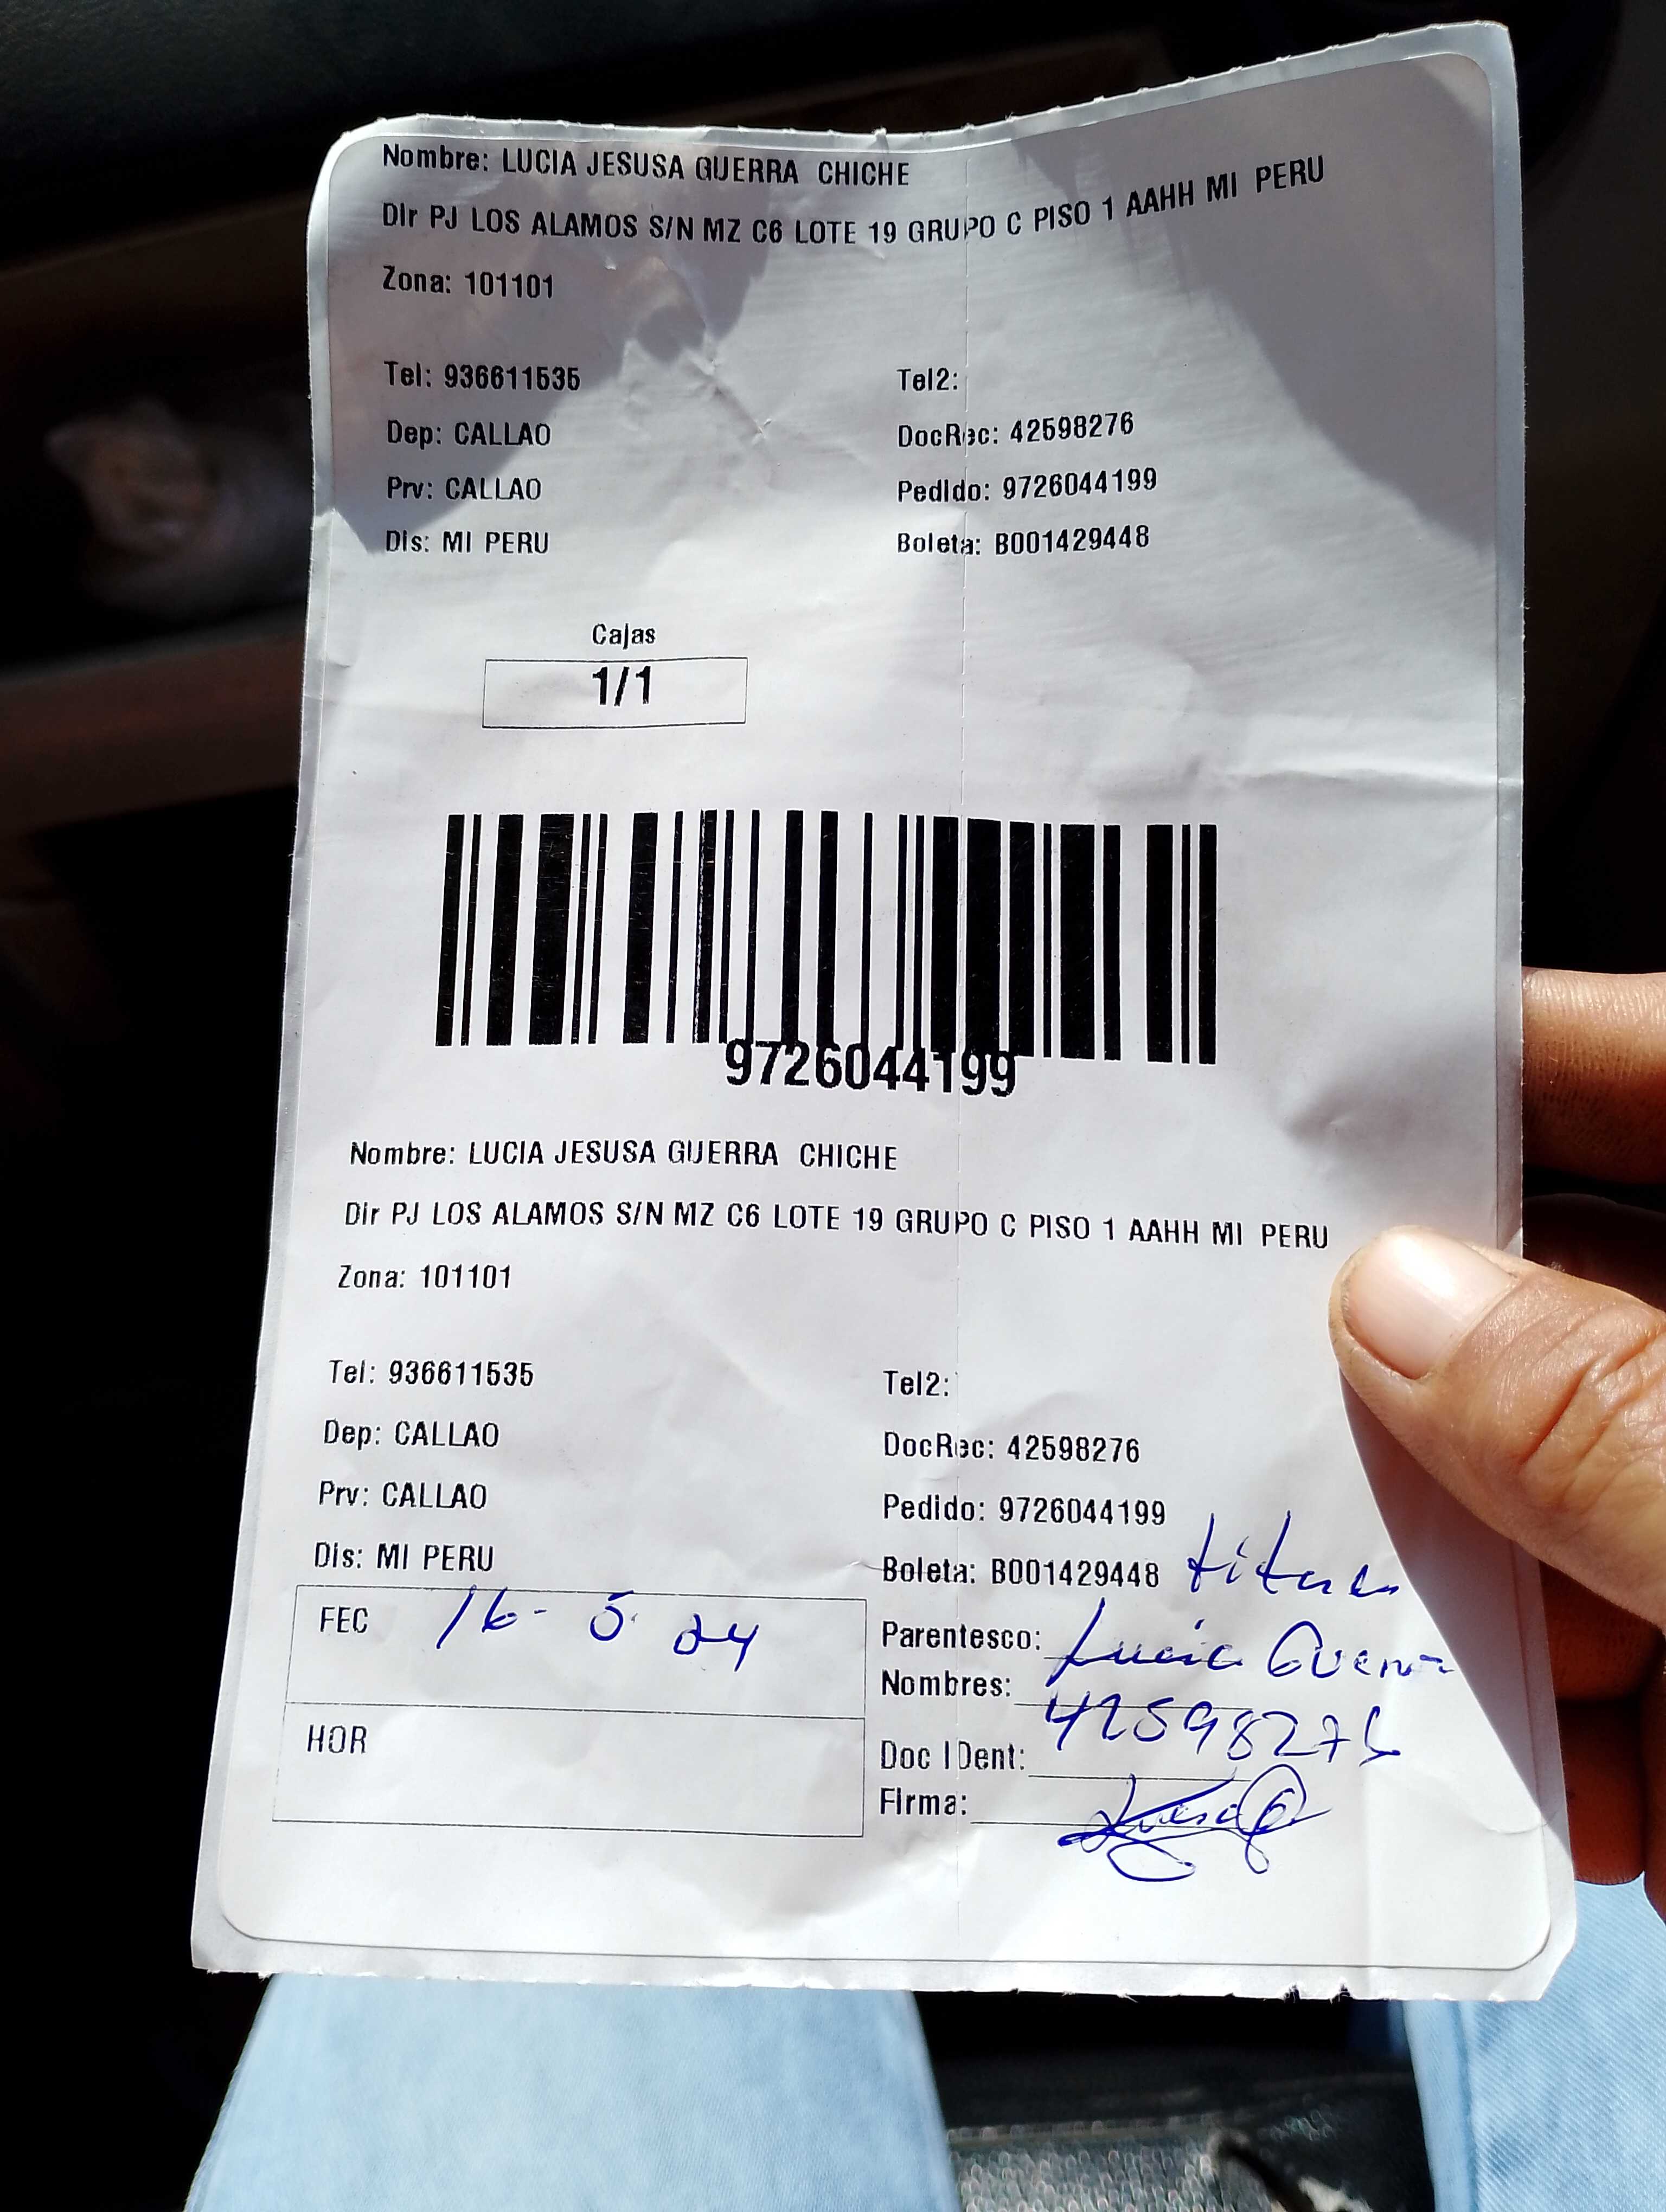 Nombre: LUCIA JESUSA GUERRA CHICHE
Dir PJ LOS ALAMOS S/N MZ C6 LOTE 19 GRUPO C PISO 1 AAHH MI PERU
Zona: 101101
Tel: 936611535 Tel2:
Dep: CALLAO DocRec: 42598276
Prv: CALLAO Pedido: 9726044199
Dis: MI PERU Boleta: B001429448
Cajas
1/1
9726044199
Nombre: LUCIA JESUSA GUERRA CHICHE
Dir PJ LOS ALAMOS S/N MZ C6 LOTE 19 GRUPO C PISO 1 AAHH MI PERU
Zona: 101101
Tel: 936611535 Tel2:
Dep: CALLAO DocRec: 42598276
Prv: CALLAO Pedido: 9726044199
Dis: MI PERU Boleta: B001429448 titular
FEC 16-5-24 Parentesco: Lucia Guerra
Nombres: 42598276
HOR Doc IDent:
Firma: